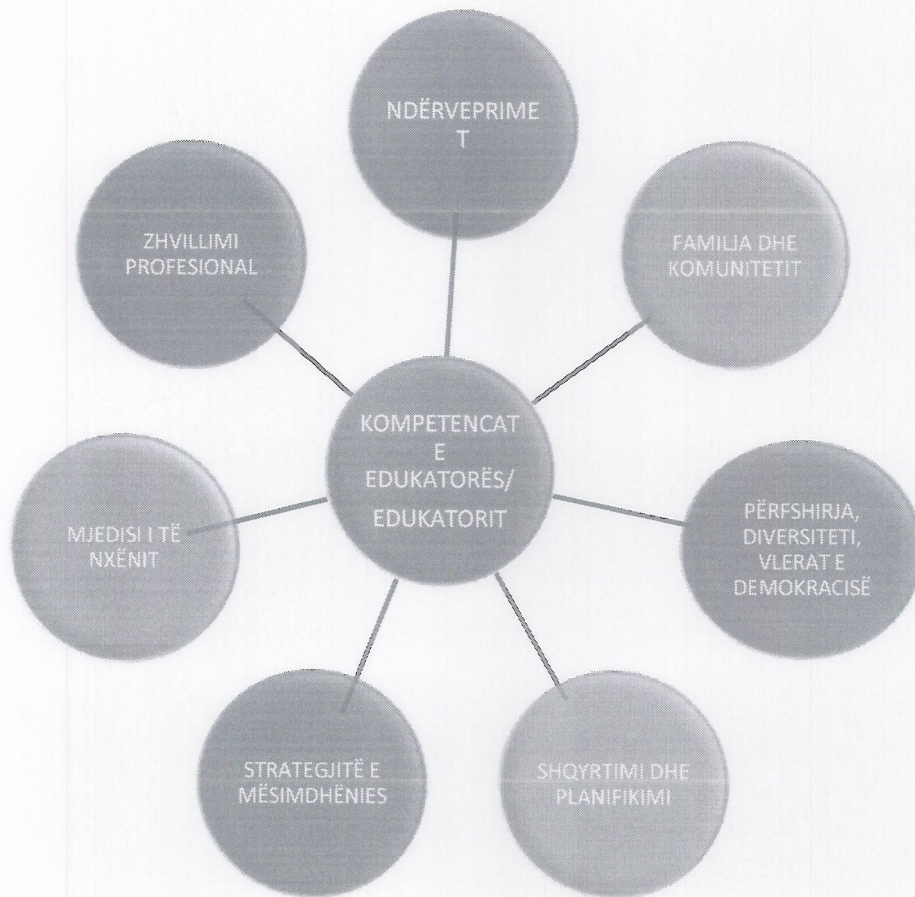 NDËRVEPRIME
T
ZHVILLIMI
PROFESIONAL
FAMILJA DHE
KOMUNITETIT
KOMPETENCAT
E
EDUKATORËS/
EDUKATORIT
MJEDISI I TË
NXËNIT
PËRFSHIRJA,
DIVERSITETI,
VLERAT E
DEMOKRACISË
STRATEGJITË E
MËSIMDHËNIES
SHQYRTIMI DHE
PLANIFIKIMI